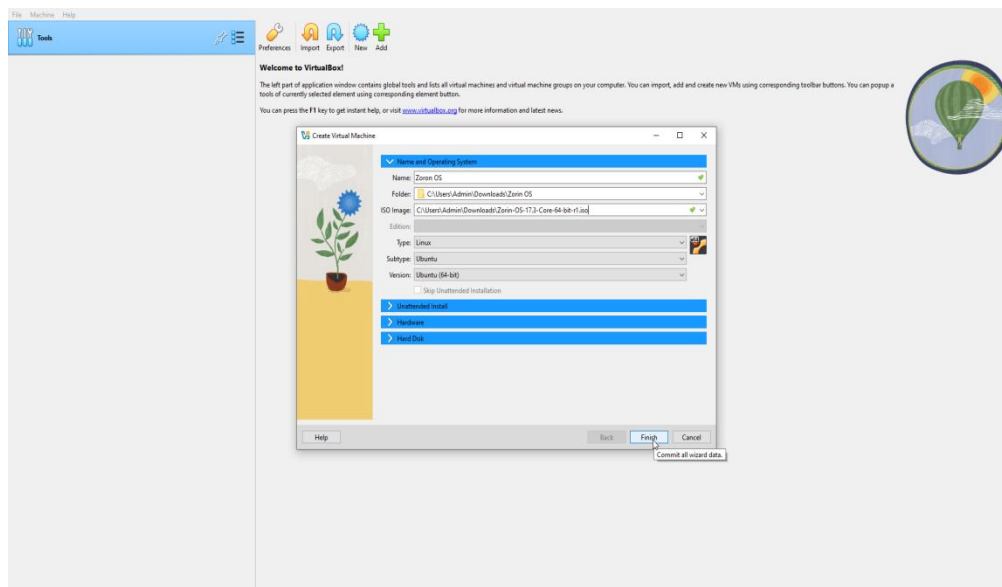 File Machine Help
Tools
Preferences Import Export New Add
Welcome to VirtualBox!
The left part of application window contains global tools and lists all virtual machines and virtual machine groups on your computer. You can import, add and create new VMs using corresponding toolbar buttons. You can popup a
tools of currently selected element using corresponding element button.
You can press the F1 key to get instant help, or visit www.virtualbox.org for more information and latest news.
Create Virtual Machine
Name and Operating System
Name: Zoron OS
Folder: C:\Users\Admin\Downloads\Zorin OS
ISO Image: C:\Users\Admin\Downloads\Zorin-OS-17.3-Core-64-bit-r1.iso
Edition:
Type: Linux
Subtype: Ubuntu
Version: Ubuntu (64-bit)
Skip Unattended Installation
Unattended Install
Hardware
Hard Disk
Help Back Finish Cancel
Commit all wizard data.